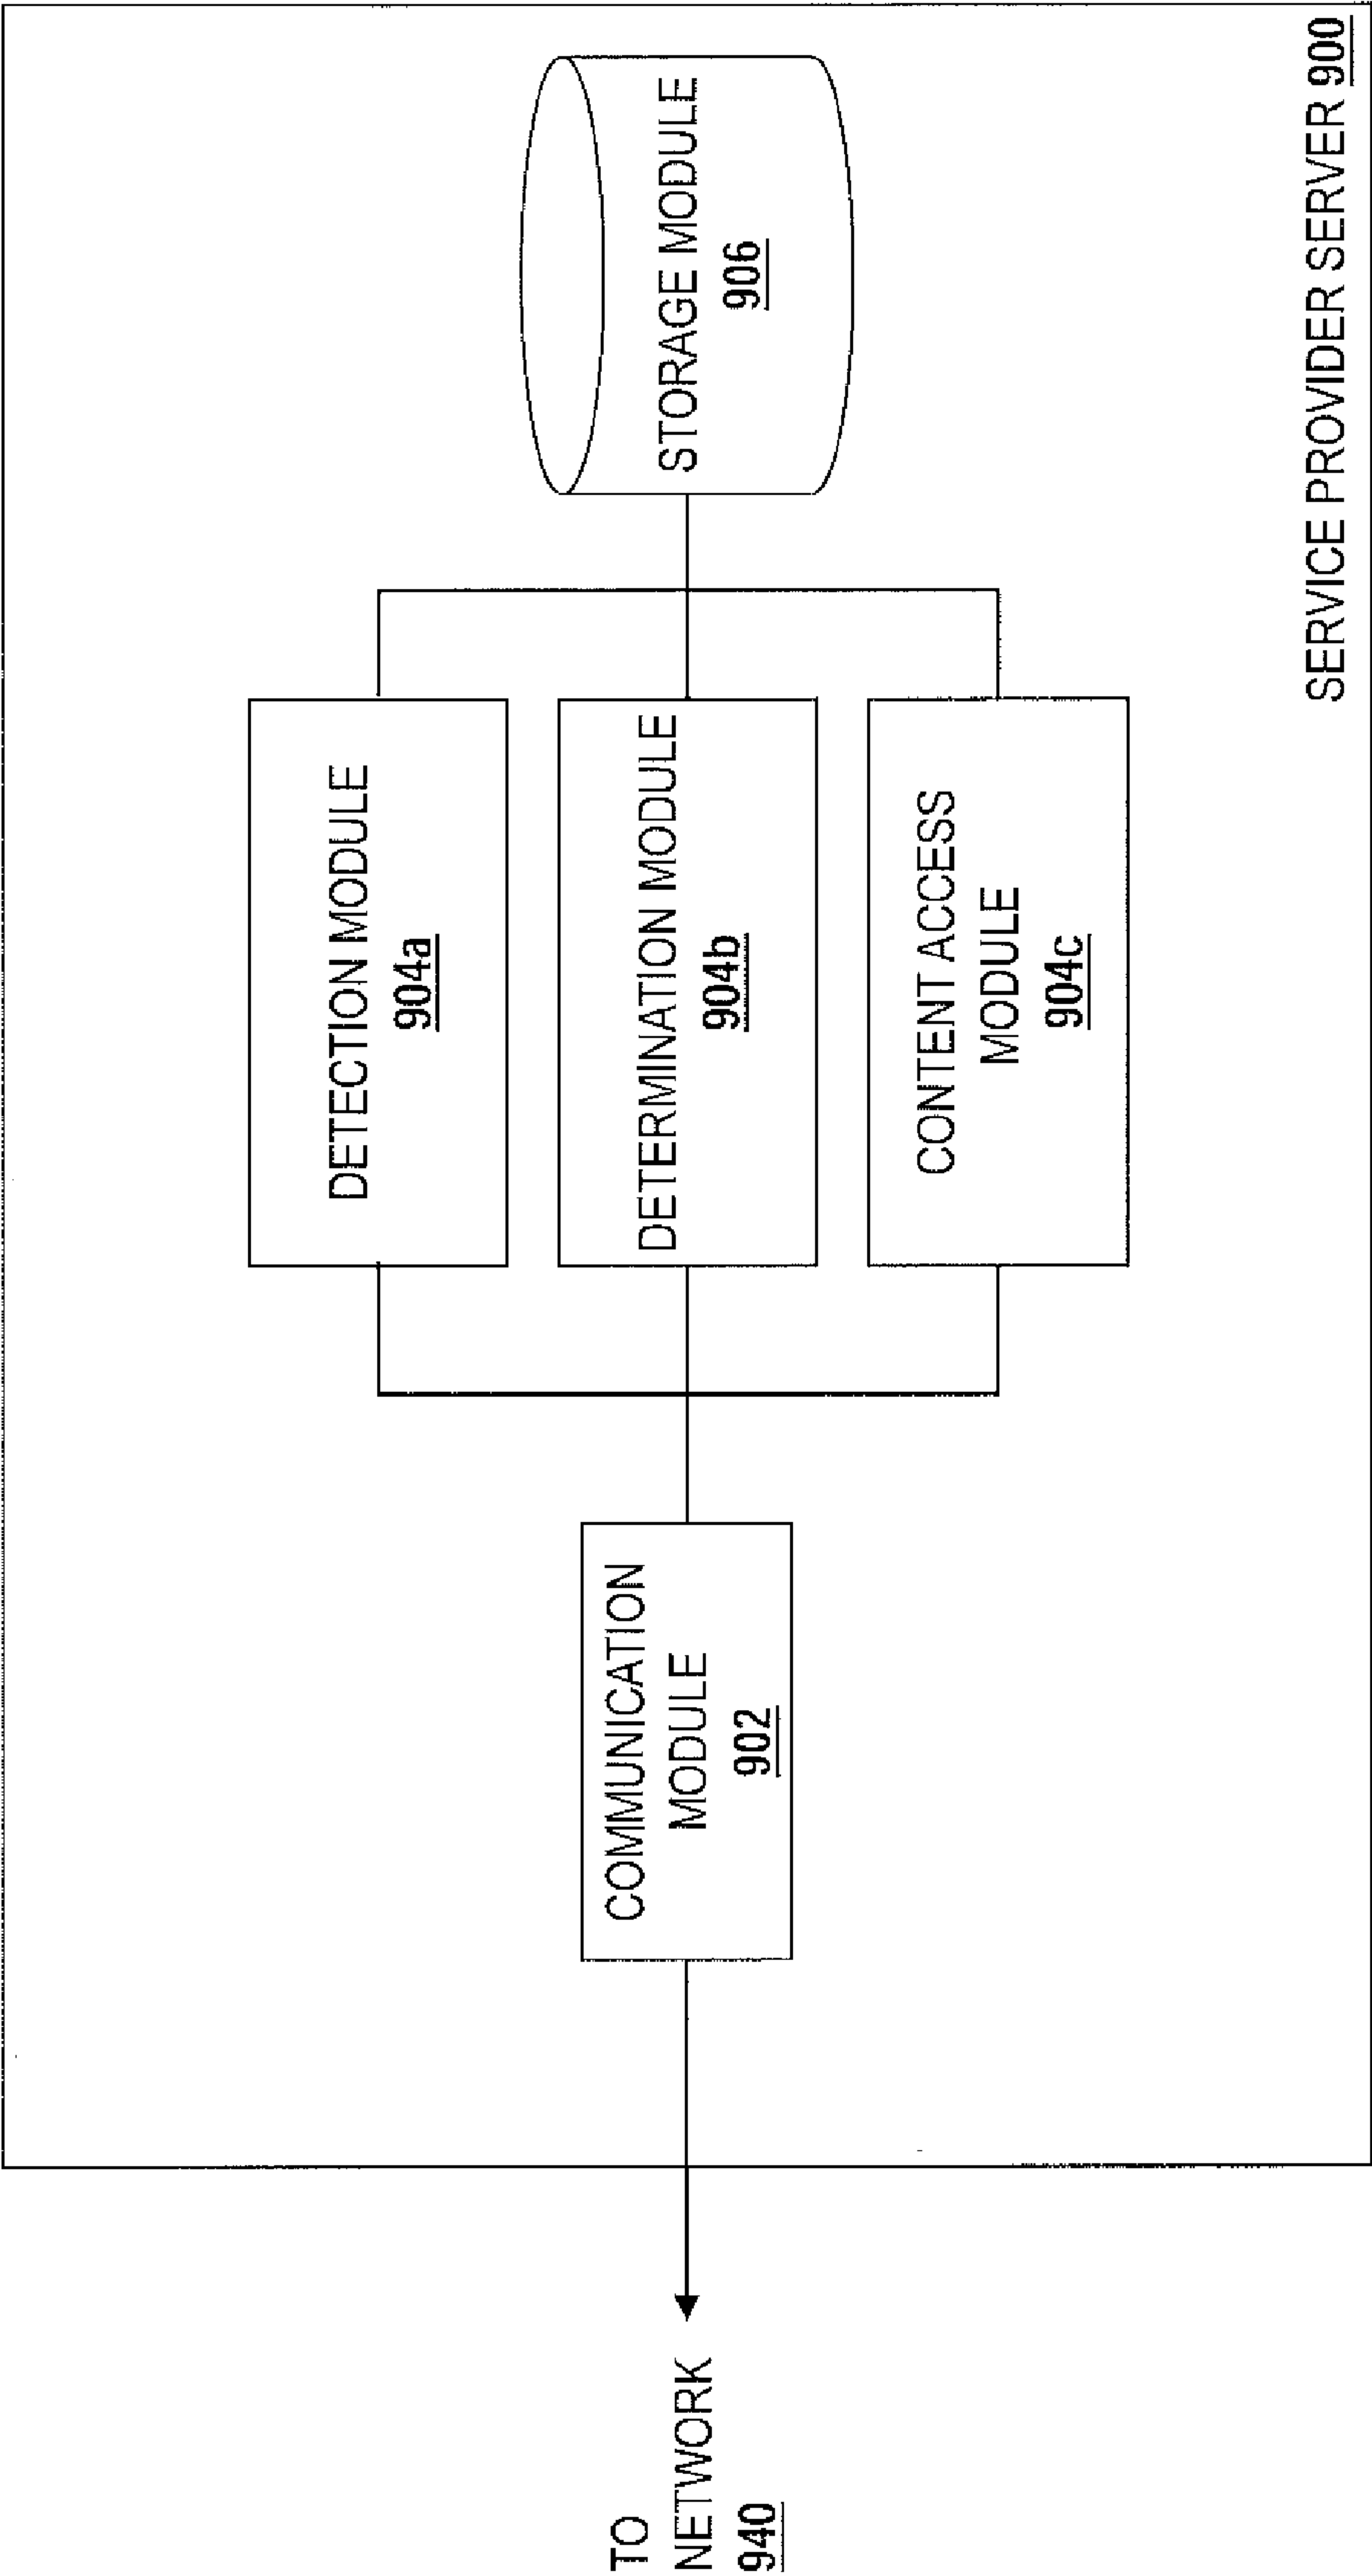 TO
NETWORK
940
COMMUNICATION
MODULE
902
DETECTION MODULE
904a
DETERMINATION MODULE
904b
CONTENT ACCESS
MODULE
904c
STORAGE MODULE
906
SERVICE PROVIDER SERVER 900